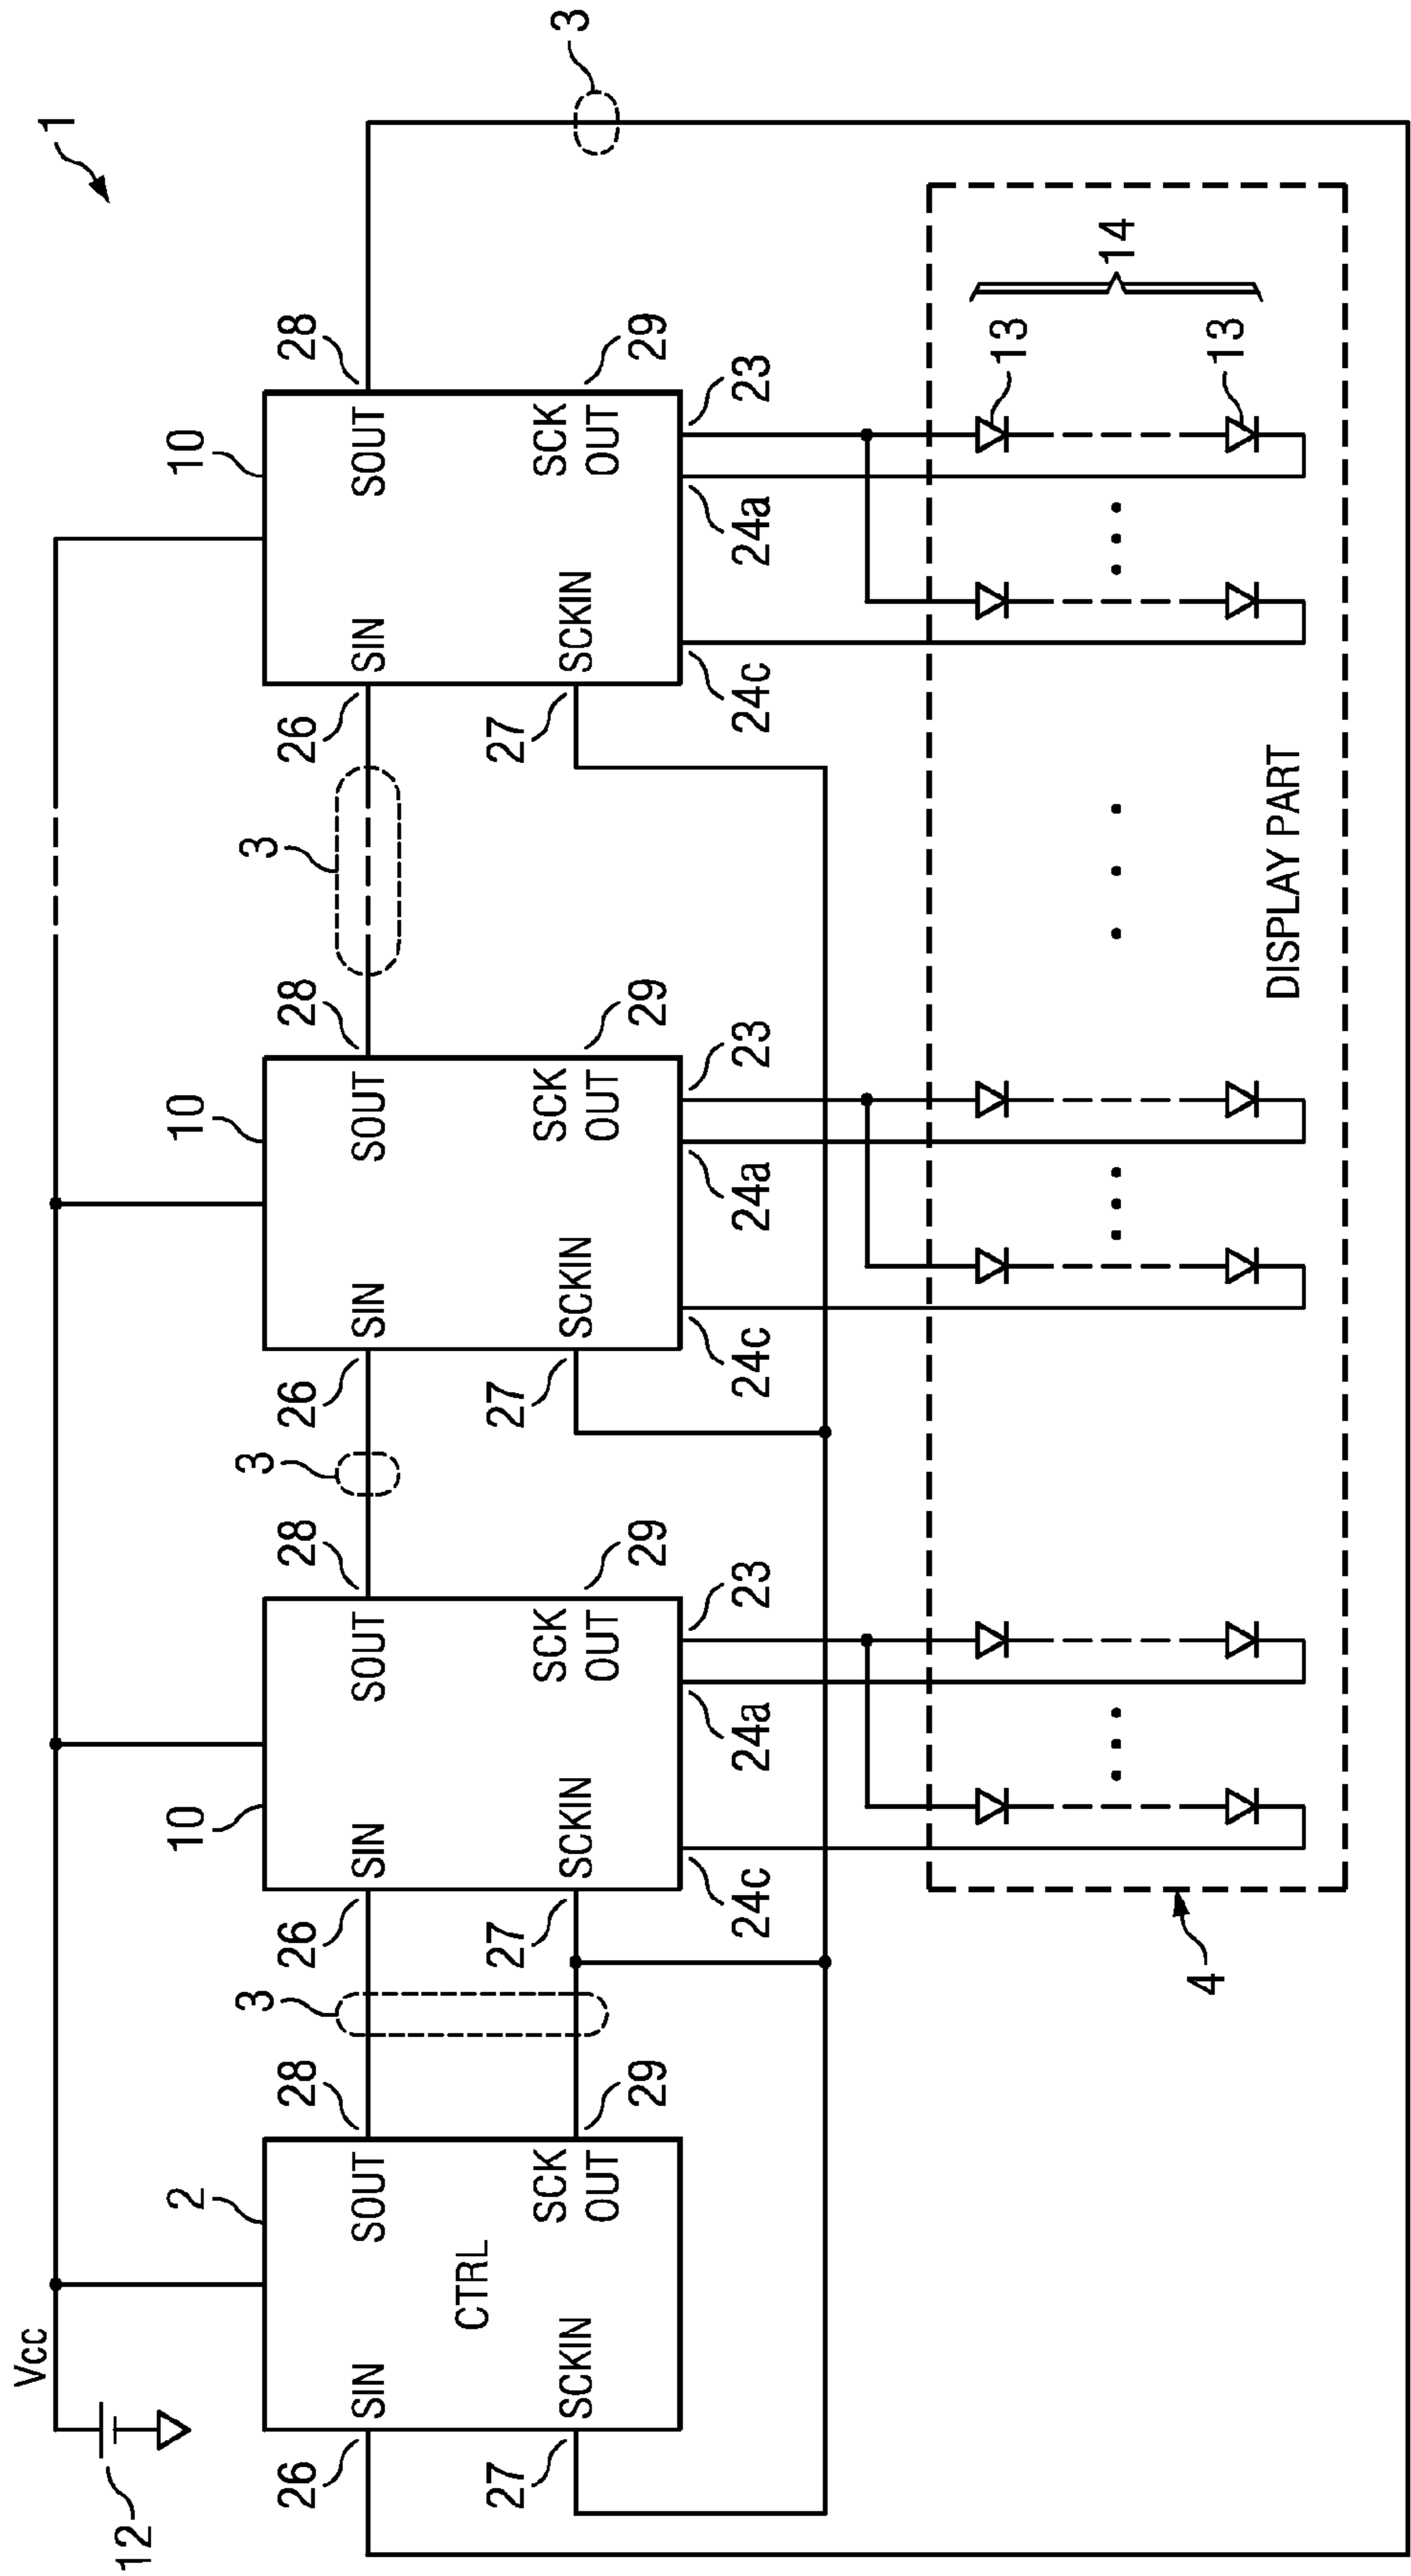 1
3
Vcc
12
2
10
10
10
3
3
3
26
28
26
28
26
28
26
28
SIN
SOUT
SIN
SOUT
SIN
SOUT
SIN
SOUT
CTRL
SCKIN
SCK
OUT
SCKIN
SCK
OUT
SCKIN
SCK
OUT
SCKIN
SCK
OUT
27
29
27
29
27
29
27
29
24c
24a
23
24c
24a
23
24c
24a
23
13
14
13
4
DISPLAY PART